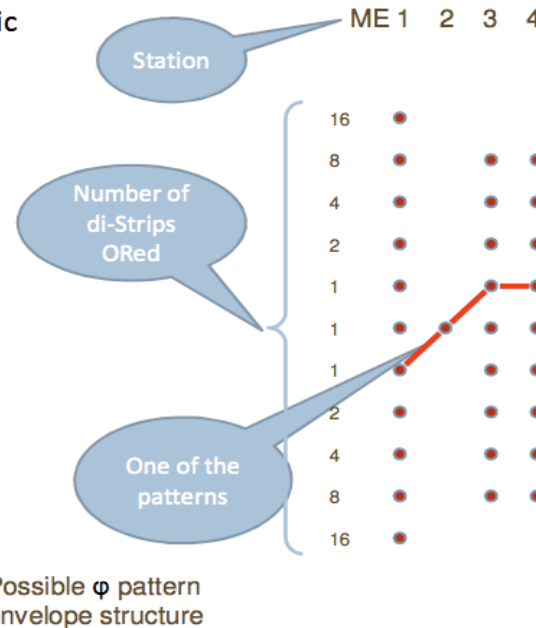 ic
ME 1 2 3 4
Station
16
8
Number of
di-Strips
ORed
4
2
1
1
1
2
4
One of the
patterns
8
16
Possible φ pattern
nvelope structure